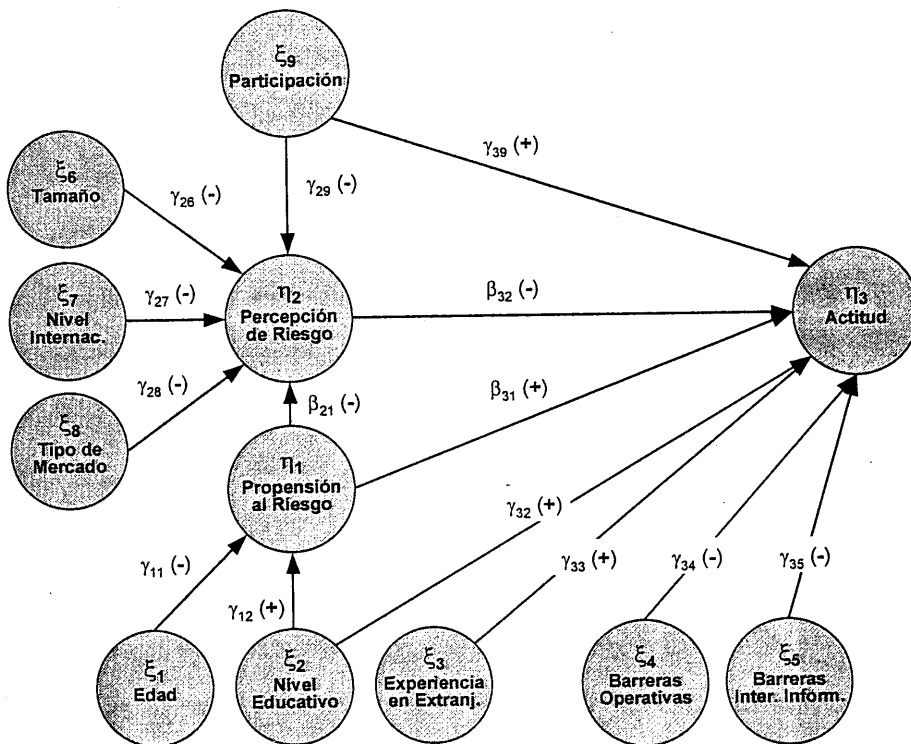 ξ9
Participación
γ39 (+)
ξ6
Tamaño
γ26 (-)
γ29 (-)
η2
Percepción
de Riesgo
β32 (-)
η3
Actitud
ξ7
Nivel
Internac.
γ27 (-)
γ28 (-)
β21 (-)
β31 (+)
ξ8
Tipo de
Mercado
η1
Propensión
al Riesgo
γ32 (+)
γ33 (+)
γ34 (-)
γ35 (-)
γ11 (-)
γ12 (+)
ξ1
Edad
ξ2
Nivel
Educativo
ξ3
Experiencia
en Extranj.
ξ4
Barreras
Operativas
ξ5
Barreras
Inter. Inform.